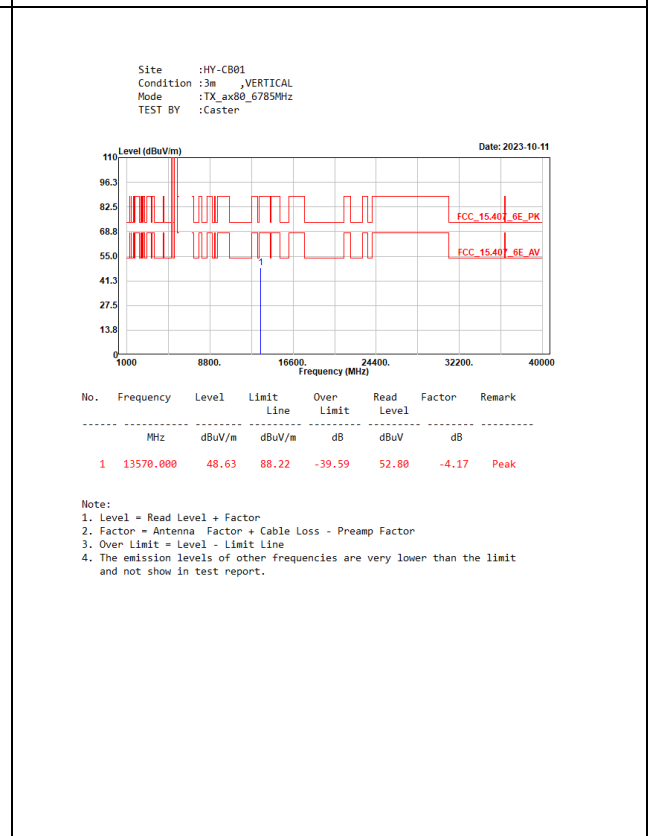 Site :HY-CB01
Condition :3m ,VERTICAL
Mode :TX_ax80_6785MHz
TEST BY :Caster
Level (dBuV/m) Date: 2023-10-11
110
96.3
82.5
FCC_15.407_6E_PK
68.8
FCC_15.407_6E_AV
55.0
1
41.3
27.5
13.8
0
1000 8800. 16600. 24400. 32200. 40000
Frequency (MHz)
No. Frequency Level Limit Over Read Factor Remark
Line Limit Level
------ ----------- -------- --------- --------- --------- -------- ---------
MHz dBuV/m dBuV/m dB dBuV dB
1 13570.000 48.63 88.22 -39.59 52.80 -4.17 Peak
Note:
1. Level = Read Level + Factor
2. Factor = Antenna Factor + Cable Loss - Preamp Factor
3. Over Limit = Level - Limit Line
4. The emission levels of other frequencies are very lower than the limit
and not show in test report.